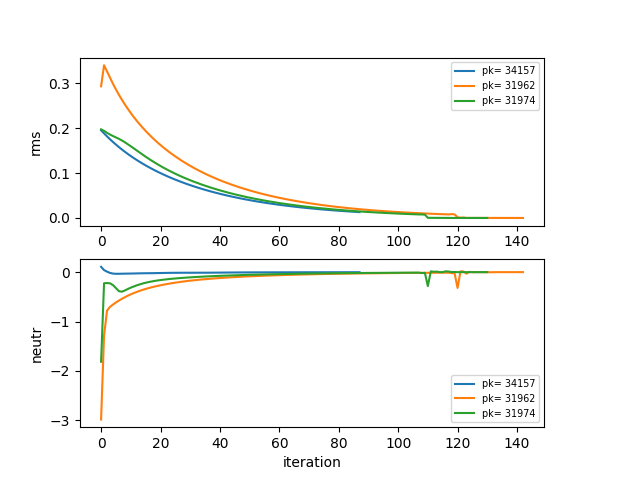 0.3
0.2
0.1
0.0
rms
pk= 34157
pk= 31962
pk= 31974
0 20 40 60 80 100 120 140
0
−1
−2
−3
neutr
pk= 34157
pk= 31962
pk= 31974
0 20 40 60 80 100 120 140
iteration